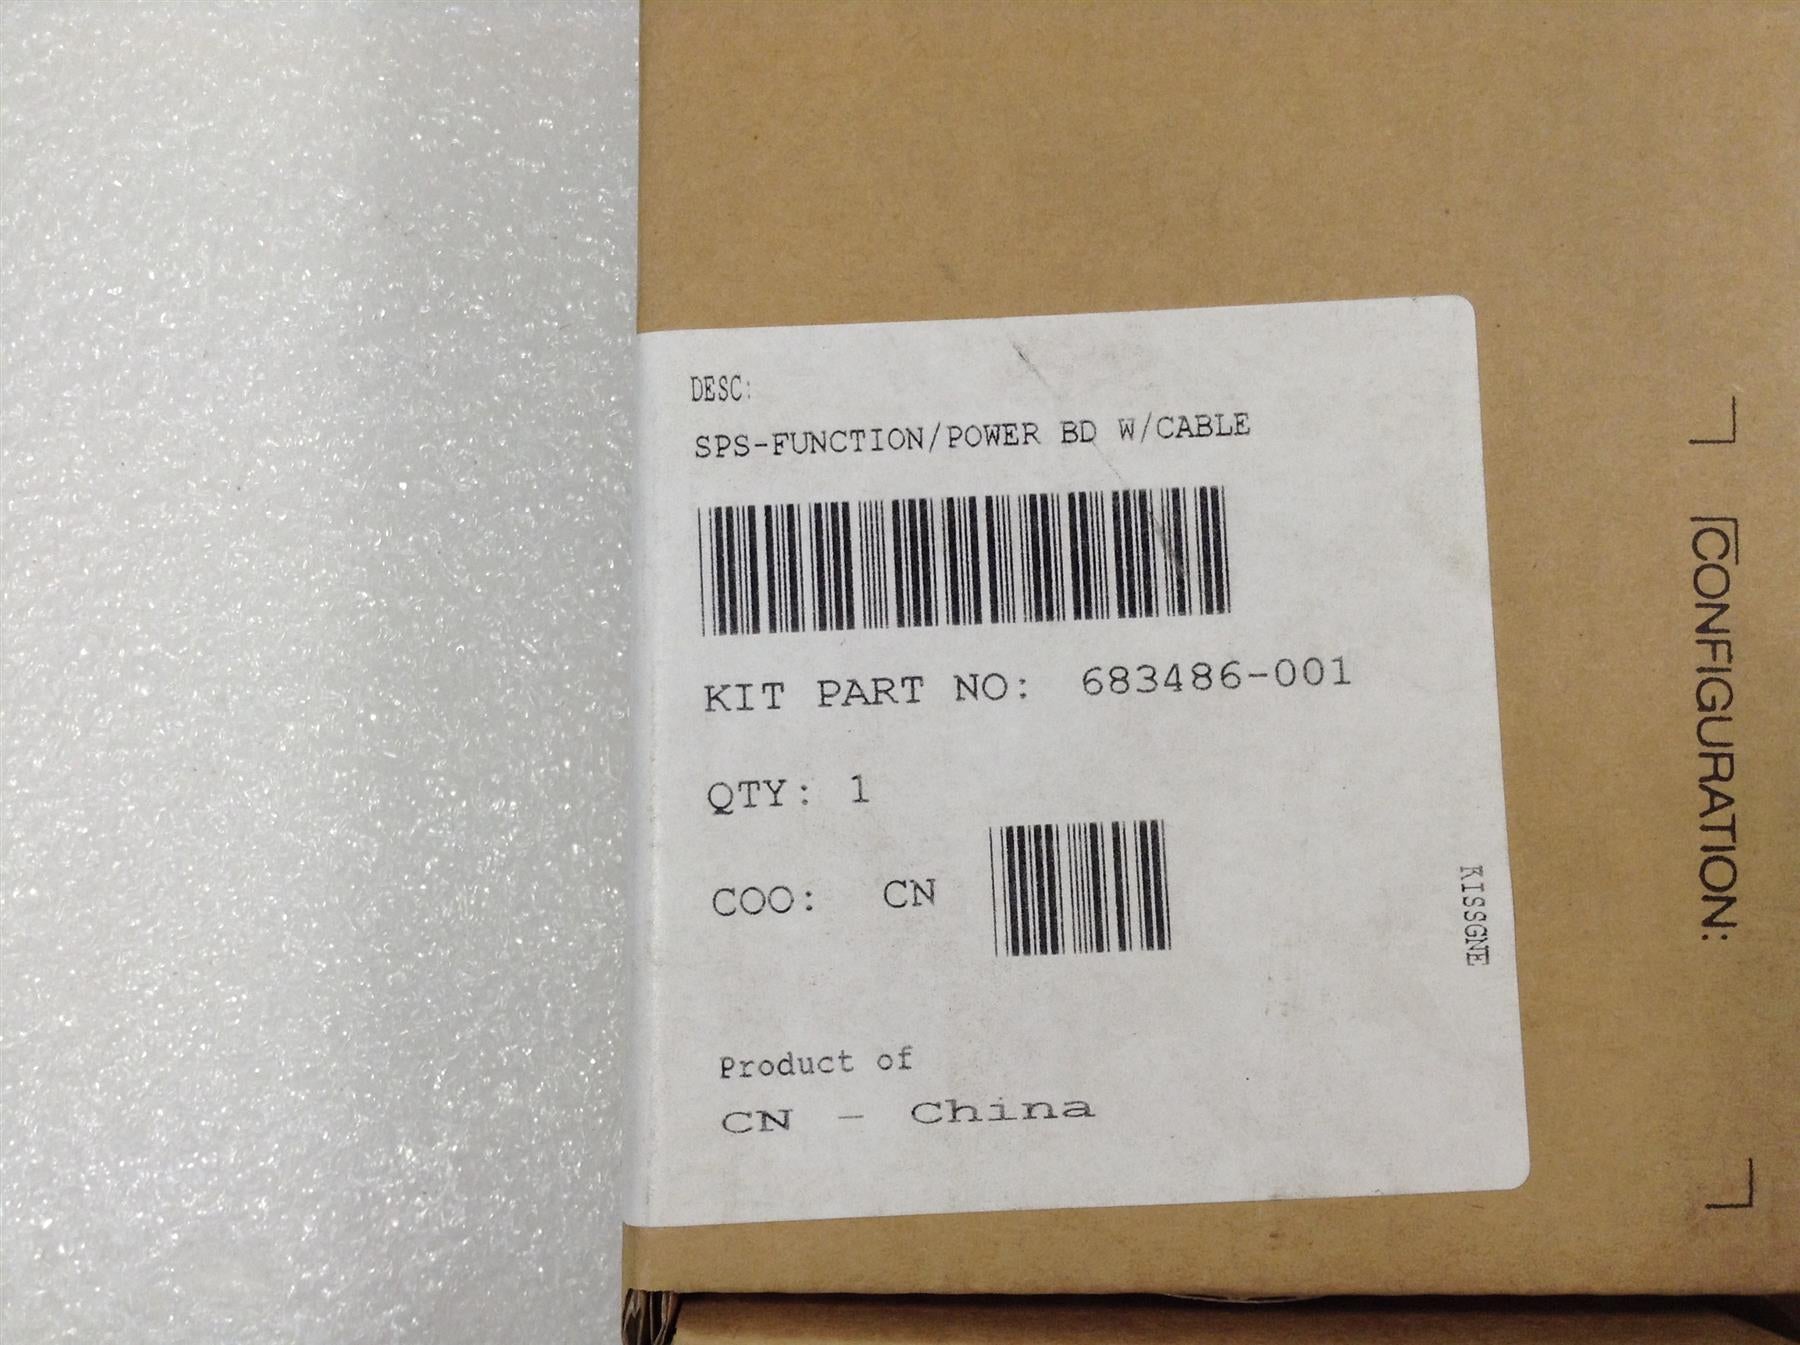 DESC:
SPS-FUNCTION/POWER BD W/CABLE
KIT PART NO: 683486-001
QTY: 1
COO: CN
Product of
CN - China
KISSGNE
CONFIGURATION: